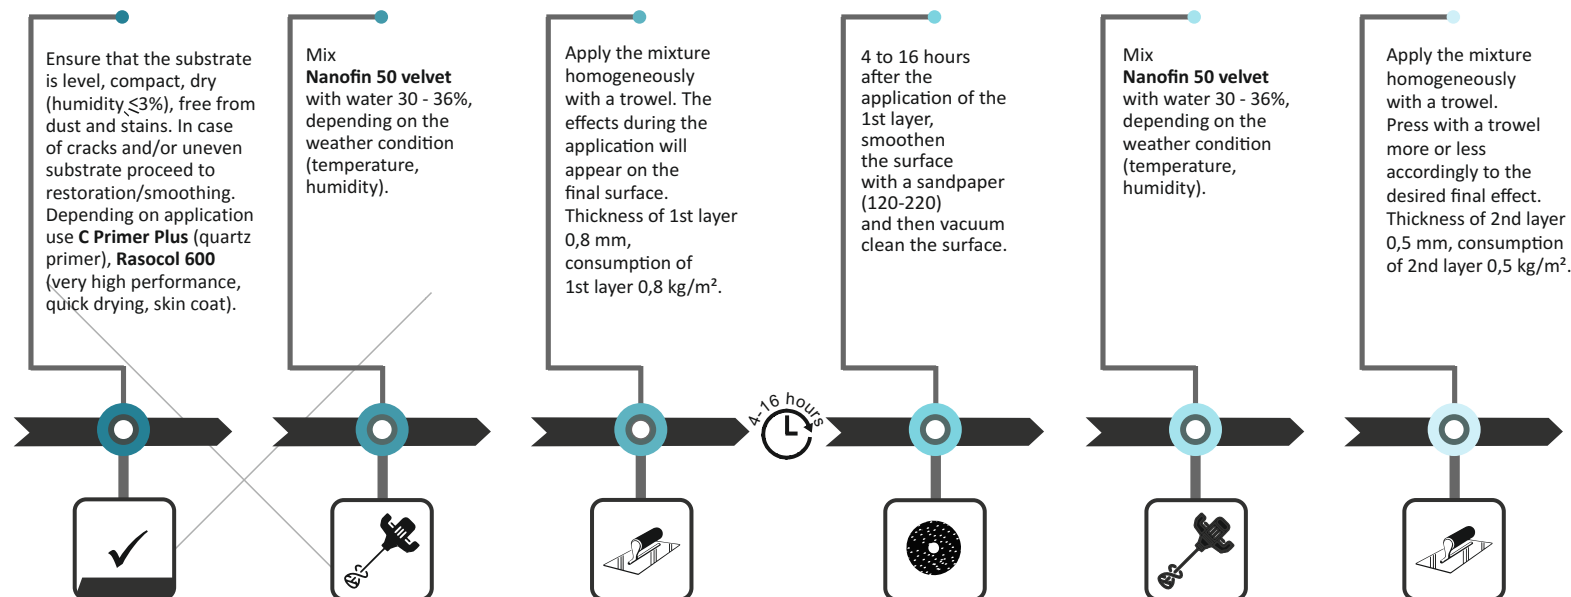 Ensure that the substrate
is level, compact, dry
(humidity ≤3%), free from
dust and stains. In case
of cracks and/or uneven
substrate proceed to
restoration/smoothing.
Depending on application
use C Primer Plus (quartz
primer), Rasocol 600
(very high performance,
quick drying, skin coat).
Mix
Nanofin 50 velvet
with water 30 - 36%,
depending on the
weather condition
(temperature,
humidity).
Apply the mixture
homogeneously
with a trowel. The
effects during the
application will
appear on the
final surface.
Thickness of 1st layer
0,8 mm,
consumption of
1st layer 0,8 kg/m².
4-16 hours
4 to 16 hours
after the
application of the
1st layer,
smoothen
the surface
with a sandpaper
(120-220)
and then vacuum
clean the surface.
Mix
Nanofin 50 velvet
with water 30 - 36%,
depending on the
weather condition
(temperature,
humidity).
Apply the mixture
homogeneously
with a trowel.
Press with a trowel
more or less
accordingly to the
desired final effect.
Thickness of 2nd layer
0,5 mm, consumption
of 2nd layer 0,5 kg/m².